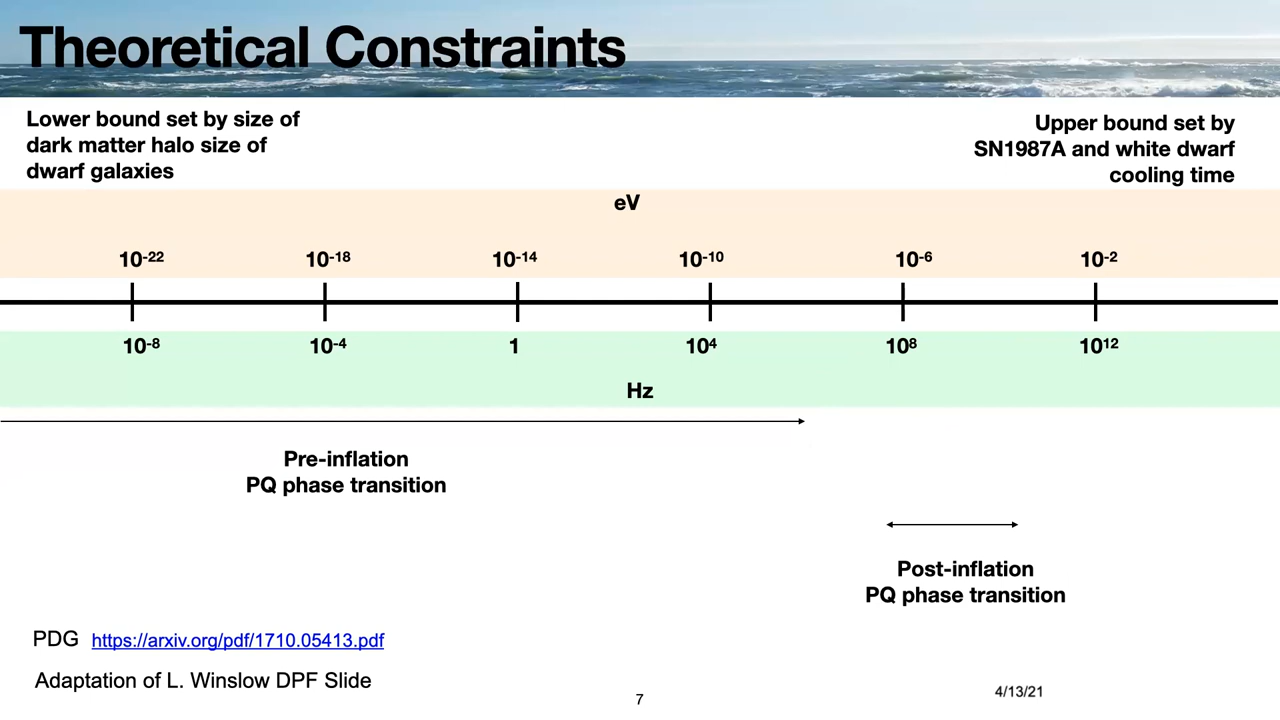 Theoretical Constraints
Lower bound set by size of
dark matter halo size of
dwarf galaxies
Upper bound set by
SN1987A and white dwarf
cooling time
eV
10⁻²² 10⁻¹⁸ 10⁻¹⁴ 10⁻¹⁰ 10⁻⁶ 10⁻²
10⁻⁸ 10⁻⁴ 1 10⁴ 10⁸ 10¹²
Hz
Pre-inflation
PQ phase transition
Post-inflation
PQ phase transition
PDG https://arxiv.org/pdf/1710.05413.pdf
Adaptation of L. Winslow DPF Slide
7
4/13/21